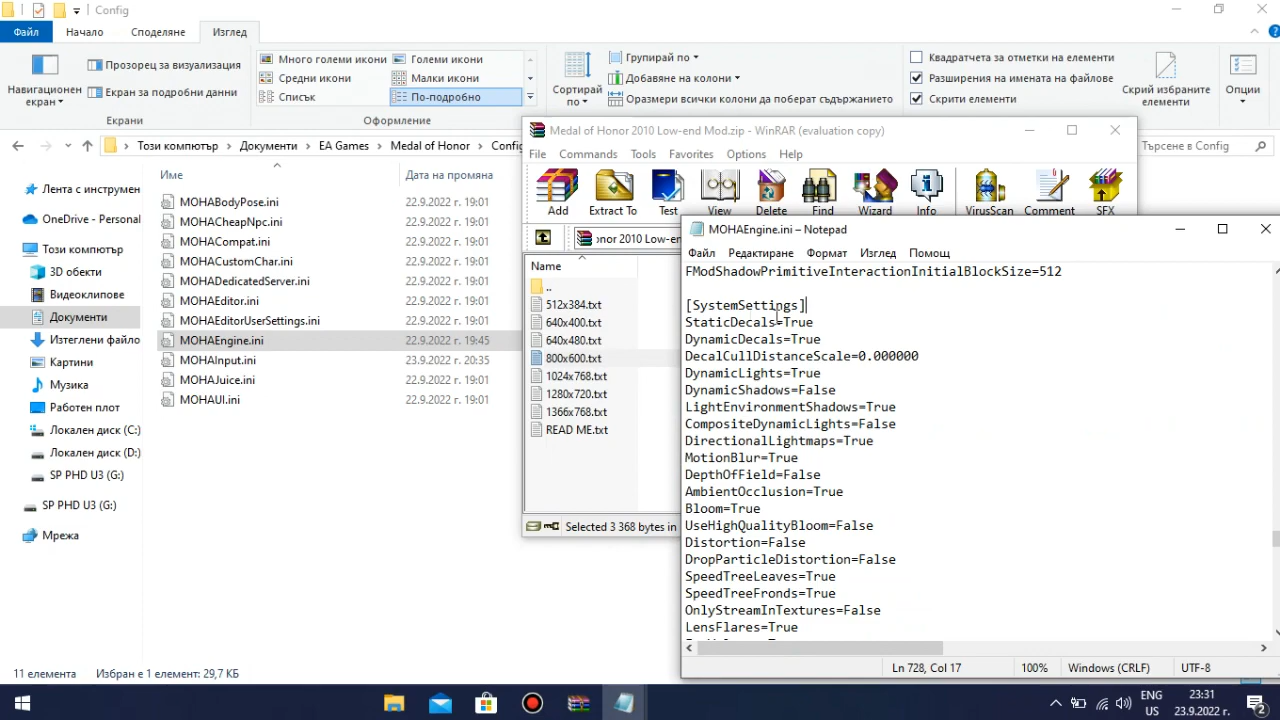 Config
Файл Начало Споделяне Изглед
Навигационен екран
Прозорец за визуализация
Екран за подробни данни
Екрани
Много големи икони Големи икони
Средни икони Малки икони
Списък По-подробно
Оформление
Сортирай по
Групирай по
Добавяне на колони
Оразмери всички колони да поберат съдържанието
Квадратчета за отметки на елементи
Разширения на имената на файлове
Скрити елементи
Скрий избраните елементи
Опции
Този компютър Документи EA Games Medal of Honor Config
Търсене в Config
Лента с инструмен
OneDrive - Personal
Този компютър
3D обекти
Видеоклипове
Документи
Изтеглени файло
Картини
Музика
Работен плот
Локален диск (C:)
Локален диск (D:)
SP PHD U3 (G:)
SP PHD U3 (G:)
Мрежа
Име Дата на промяна
MOHABodyPose.ini 22.9.2022 г. 19:01
MOHACheapNpc.ini 22.9.2022 г. 19:01
MOHACompat.ini 22.9.2022 г. 19:01
MOHACustomChar.ini 22.9.2022 г. 19:01
MOHADedicatedServer.ini 22.9.2022 г. 19:01
MOHAEditor.ini 22.9.2022 г. 19:01
MOHAEditorUserSettings.ini 22.9.2022 г. 19:01
MOHAEngine.ini 22.9.2022 г. 19:45
MOHAInput.ini 23.9.2022 г. 20:35
MOHAJuice.ini 22.9.2022 г. 19:01
MOHAUI.ini 22.9.2022 г. 19:01
11 елемента Избран е 1 елемент: 29,7 КБ
Medal of Honor 2010 Low-end Mod.zip - WinRAR (evaluation copy)
File Commands Tools Favorites Options Help
Add Extract To Test View Delete Find Wizard Info VirusScan Comment SFX
onor 2010 Low-en
Name
..
512x384.txt
640x400.txt
640x480.txt
800x600.txt
1024x768.txt
1280x720.txt
1366x768.txt
READ ME.txt
Selected 3 368 bytes in
MOHAEngine.ini – Notepad
Файл Редактиране Формат Изглед Помощ
FModShadowPrimitiveInteractionInitialBlockSize=512
[SystemSettings]
StaticDecals=True
DynamicDecals=True
DecalCullDistanceScale=0.000000
DynamicLights=True
DynamicShadows=False
LightEnvironmentShadows=True
CompositeDynamicLights=False
DirectionalLightmaps=True
MotionBlur=True
DepthOfField=False
AmbientOcclusion=True
Bloom=True
UseHighQualityBloom=False
Distortion=False
DropParticleDistortion=False
SpeedTreeLeaves=True
SpeedTreeFronds=True
OnlyStreamInTextures=False
LensFlares=True
Ln 728, Col 17 100% Windows (CRLF) UTF-8
ENG
US
23:31
23.9.2022 г.
2